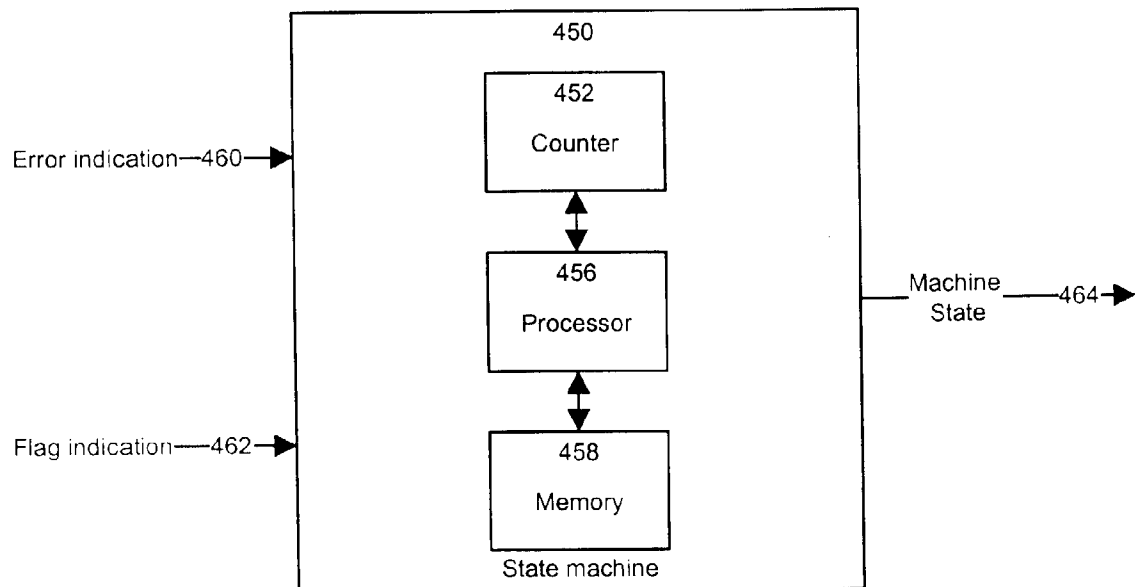 450
452
Counter
Error indication 460
456
Processor
Machine
State
464
Flag indication 462
458
Memory
State machine